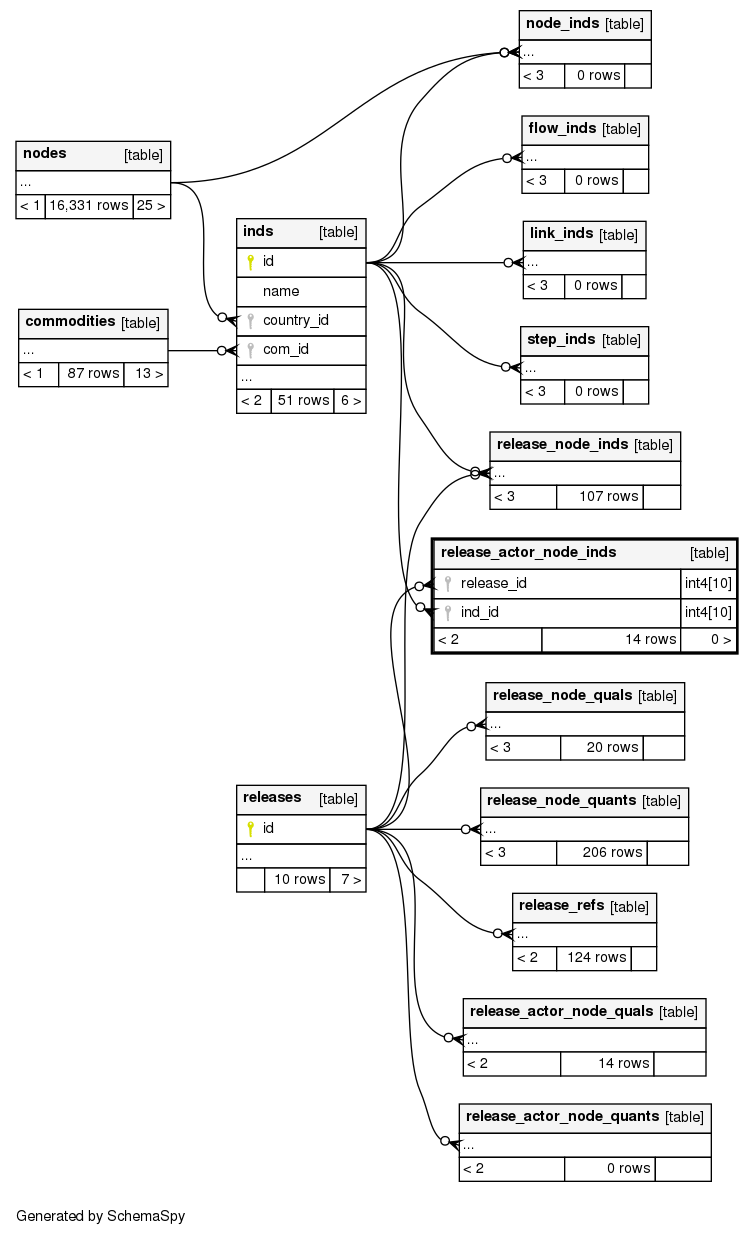 node_inds [table]
...
< 3 0 rows
flow_inds [table]
...
< 3 0 rows
nodes [table]
...
< 1 16,331 rows 25 >
inds [table]
id
name
country_id
com_id
...
< 2 51 rows 6 >
link_inds [table]
...
< 3 0 rows
commodities [table]
...
< 1 87 rows 13 >
step_inds [table]
...
< 3 0 rows
release_node_inds [table]
...
< 3 107 rows
release_actor_node_inds [table]
release_id int4[10]
ind_id int4[10]
< 2 14 rows 0 >
release_node_quals [table]
...
< 3 20 rows
releases [table]
id
...
10 rows 7 >
release_node_quants [table]
...
< 3 206 rows
release_refs [table]
...
< 2 124 rows
release_actor_node_quals [table]
...
< 2 14 rows
release_actor_node_quants [table]
...
< 2 0 rows
Generated by SchemaSpy